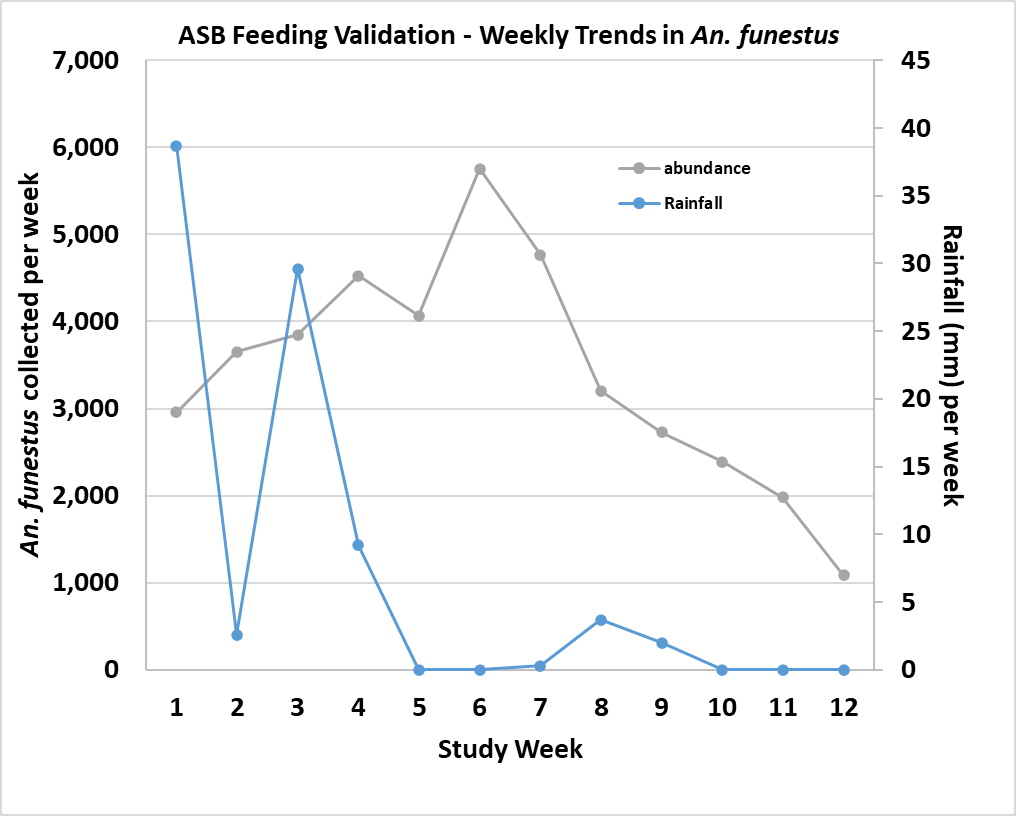 ASB Feeding Validation - Weekly Trends in An. funestus
An. funestus collected per week
7,000
6,000
5,000
4,000
3,000
2,000
1,000
0
abundance
Rainfall
45
40
35
30
25
20
15
10
5
0
Rainfall (mm) per week
1 2 3 4 5 6 7 8 9 10 11 12
Study Week